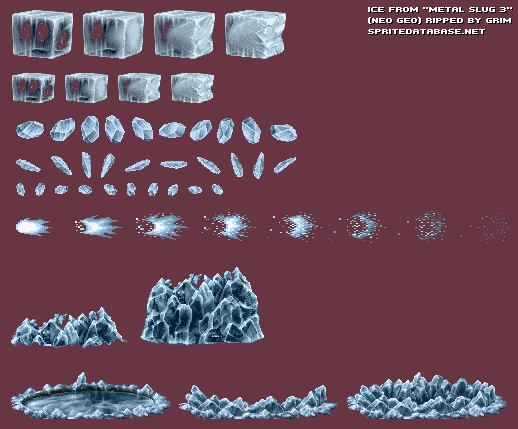 ICE FROM "METAL SLUG 3"
(NEO GEO) RIPPED BY GRIM
SPRITEDATABASE.NET